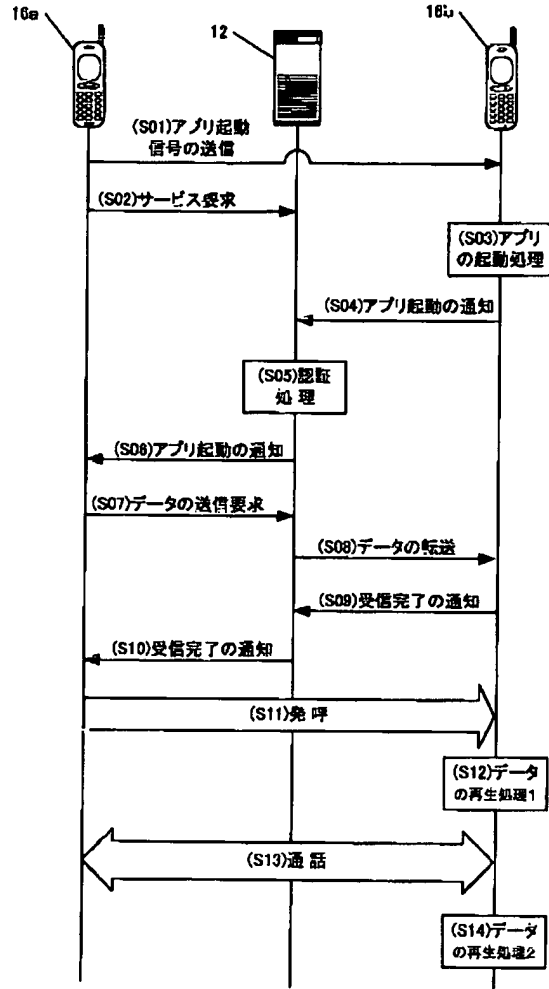 16a
12
16b
(S01)アプリ起動
信号の送信
(S02)サービス要求
(S03)アプリ
の起動処理
(S04)アプリ起動の通知
(S05)認証
処 理
(S06)アプリ起動の通知
(S07)データの送信要求
(S08)データの転送
(S09)受信完了の通知
(S10)受信完了の通知
(S11)発 呼
(S12)データ
の再生処理1
(S13)通 話
(S14)データ
の再生処理2